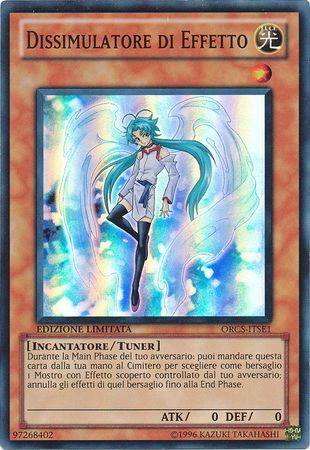 Dissimulatore di Effetto
光
EDIZIONE LIMITATA
ORCS-ITSE1
[Incantatore/Tuner]
Durante la Main Phase del tuo avversario: puoi mandare questa
carta dalla tua mano al Cimitero per scegliere come bersaglio
1 Mostro con Effetto scoperto controllato dal tuo avversario;
annulla gli effetti di quel bersaglio fino alla End Phase.
ATK/ 0 DEF/ 0
97268402
©1996 KAZUKI TAKAHASHI